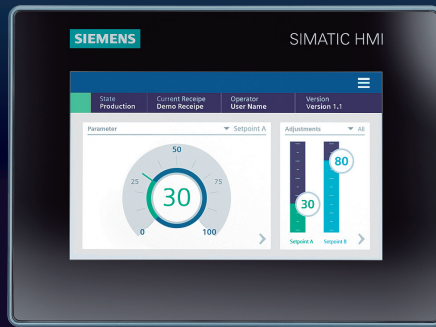 SIEMENS
SIMATIC HMI
State
Production
Current Receipe
Demo Receipe
Operator
User Name
Version
Version 1.1
Parameter
Setpoint A
50
25
75
30
0
100
Adjustments
All
80
30
Setpoint A
Setpoint B